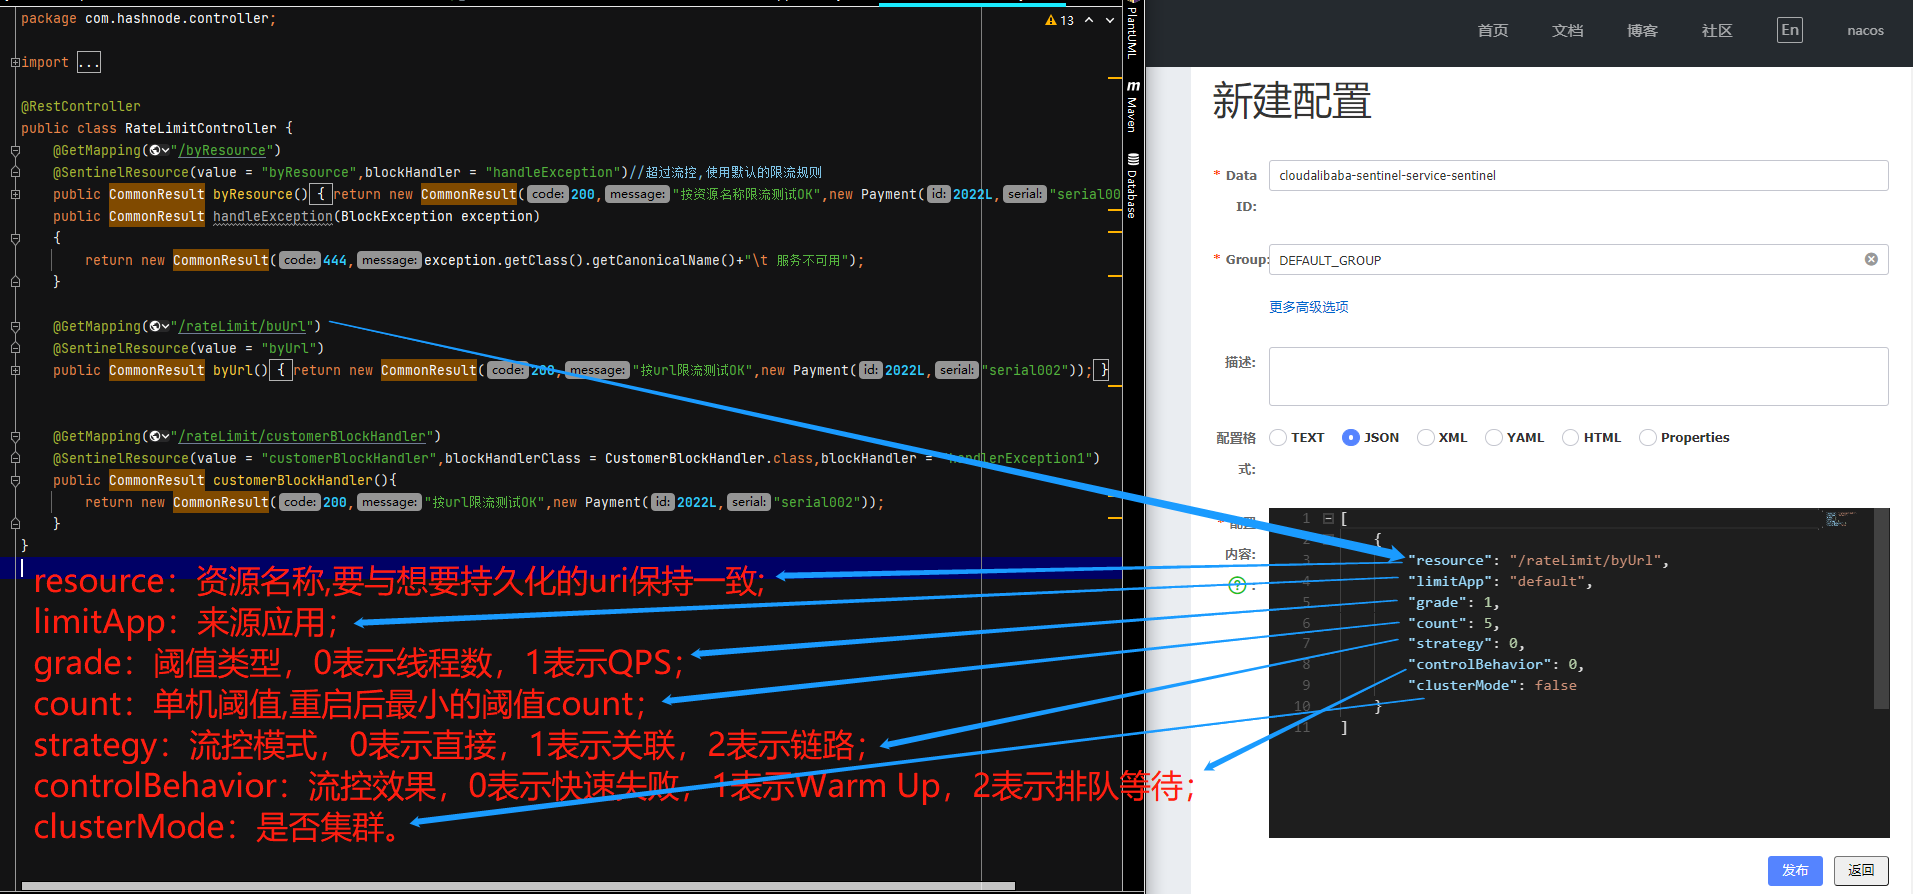 package com.hashnode.controller;
13
import ...
@RestController
public class RateLimitController {
@GetMapping("/byResource")
@SentinelResource(value = "byResource",blockHandler = "handleException")//超过流控,使用默认的限流规则
public CommonResult byResource() { return new CommonResult( code: 200, message: "按资源名称限流测试OK",new Payment( id: 2022L, serial: "serial00
public CommonResult handleException(BlockException exception)
{
return new CommonResult( code: 444, message: exception.getClass().getCanonicalName()+"\t 服务不可用");
}
@GetMapping("/rateLimit/buUrl")
@SentinelResource(value = "byUrl")
public CommonResult byUrl() { return new CommonResult( code: 200, message: "按url限流测试OK",new Payment( id: 2022L, serial: "serial002")); }
@GetMapping("/rateLimit/customerBlockHandler")
@SentinelResource(value = "customerBlockHandler",blockHandlerClass = CustomerBlockHandler.class,blockHandler = "handlerException1")
public CommonResult customerBlockHandler(){
return new CommonResult( code: 200, message: "按url限流测试OK",new Payment( id: 2022L, serial: "serial002"));
}
}
resource：资源名称,要与想要持久化的uri保持一致;
limitApp：来源应用;
grade：阈值类型，0表示线程数，1表示QPS;
count：单机阈值,重启后最小的阈值count;
strategy：流控模式，0表示直接，1表示关联，2表示链路;
controlBehavior：流控效果，0表示快速失败，1表示Warm Up，2表示排队等待;
clusterMode：是否集群。
PlantUML
m Maven
Database
首页 文档 博客 社区 En nacos
新建配置
* Data ID: cloudalibaba-sentinel-service-sentinel
* Group: DEFAULT_GROUP
更多高级选项
描述:
配置格式: TEXT JSON XML YAML HTML Properties
* 配置内容: ? :
1 [
2 {
3 "resource": "/rateLimit/byUrl",
4 "limitApp": "default",
5 "grade": 1,
6 "count": 5,
7 "strategy": 0,
8 "controlBehavior": 0,
9 "clusterMode": false
10 }
11 ]
发布 返回